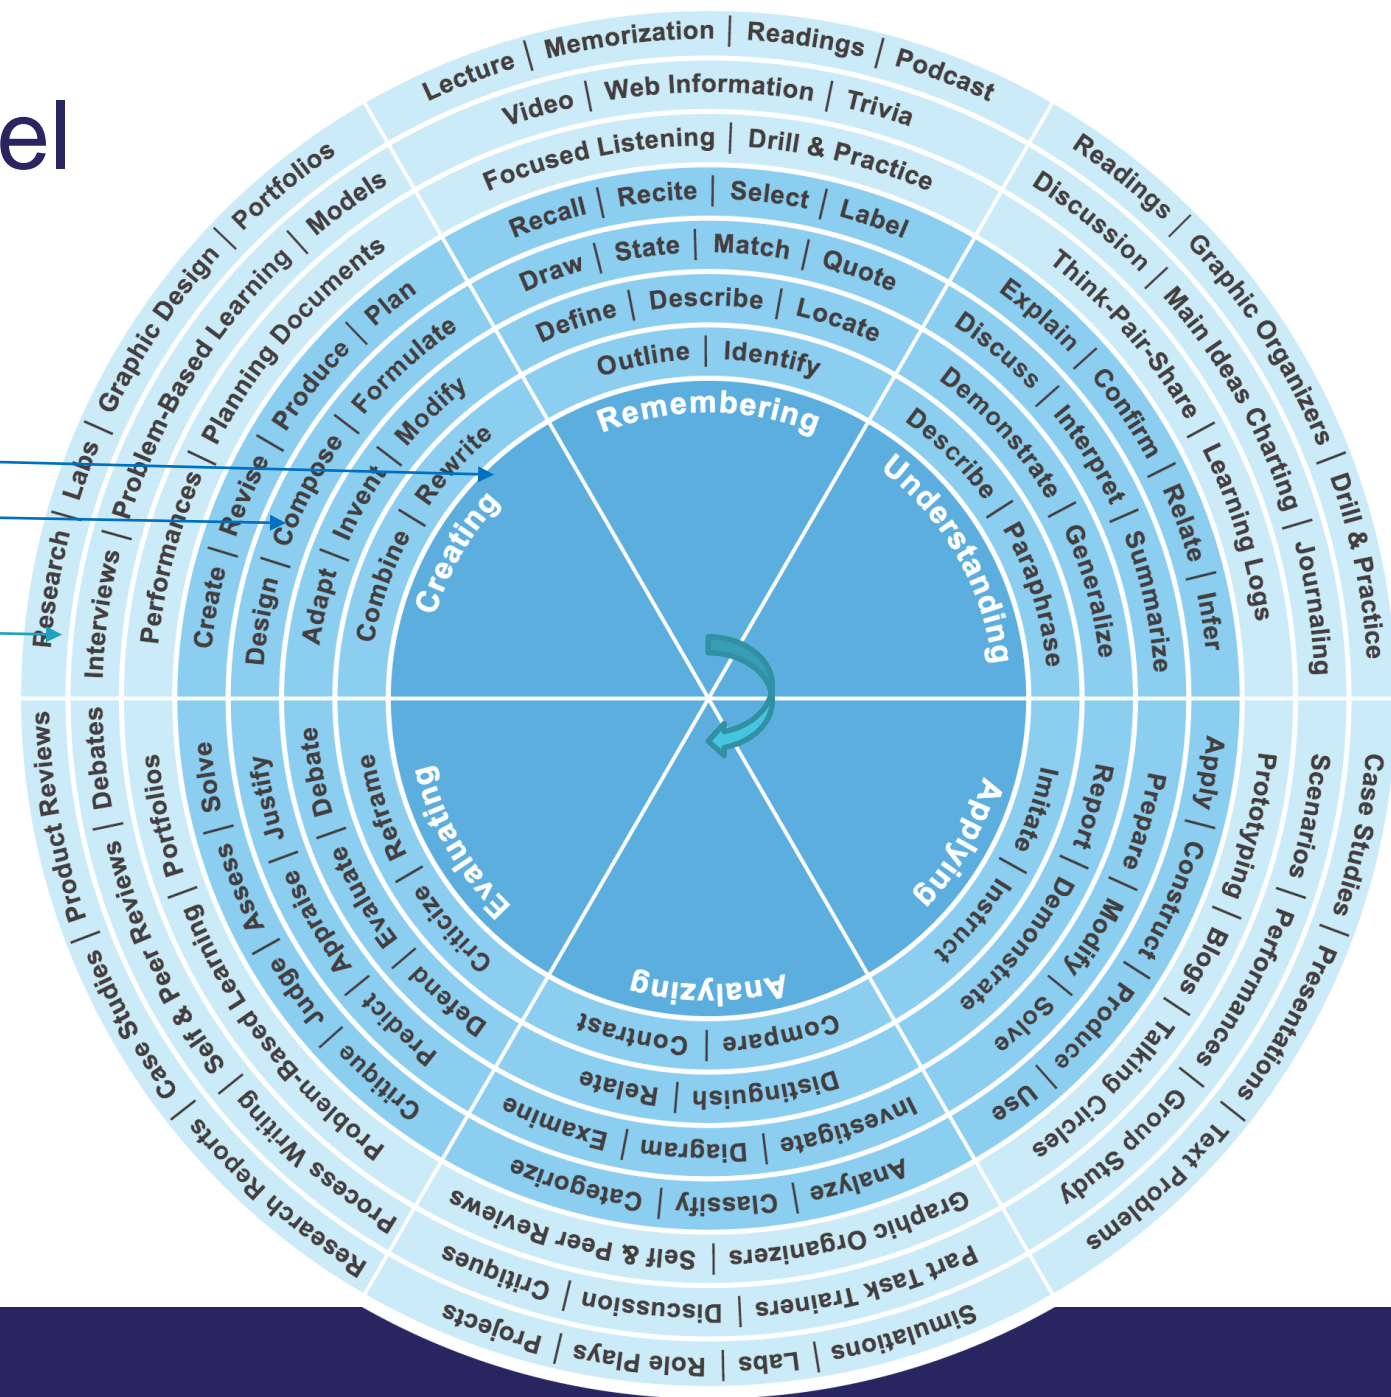 el
Lecture | Memorization | Readings | Podcast
Video | Web Information | Trivia
Focused Listening | Drill & Practice
Recall | Recite | Select | Label
Draw | State | Match | Quote
Define | Describe | Locate
Outline | Identify
Remembering
Readings | Graphic Organizers | Drill & Practice
Discussion | Main Ideas Charting | Journaling
Think-Pair-Share | Learning Logs
Explain | Confirm | Relate | Infer
Discuss | Interpret | Summarize
Demonstrate | Generalize
Describe | Paraphrase
Understanding
Case Studies | Presentations | Text Problems
Scenarios | Performances | Group Study
Prototyping | Blogs | Talking Circles
Apply | Construct | Produce | Use
Prepare | Modify | Solve
Report | Demonstrate
Imitate | Instruct
Applying
Simulations | Labs | Role Plays | Projects
Part Task Trainers | Discussion | Critiques
Graphic Organizers | Self & Peer Reviews
Analyze | Classify | Categorize
Investigate | Diagram | Examine
Distinguish | Relate
Compare | Contrast
Analyzing
Research Reports | Case Studies | Product Reviews
Process Writing | Self & Peer Reviews | Debates
Problem-Based Learning | Portfolios
Critique | Judge | Assess | Solve
Predict | Appraise | Justify
Defend | Evaluate | Debate
Criticize | Reframe
Evaluating
Research | Labs | Graphic Design | Portfolios
Interviews | Problem-Based Learning | Models
Performances | Planning Documents
Create | Revise | Produce | Plan
Design | Compose | Formulate
Adapt | Invent | Modify
Combine | Rewrite
Creating